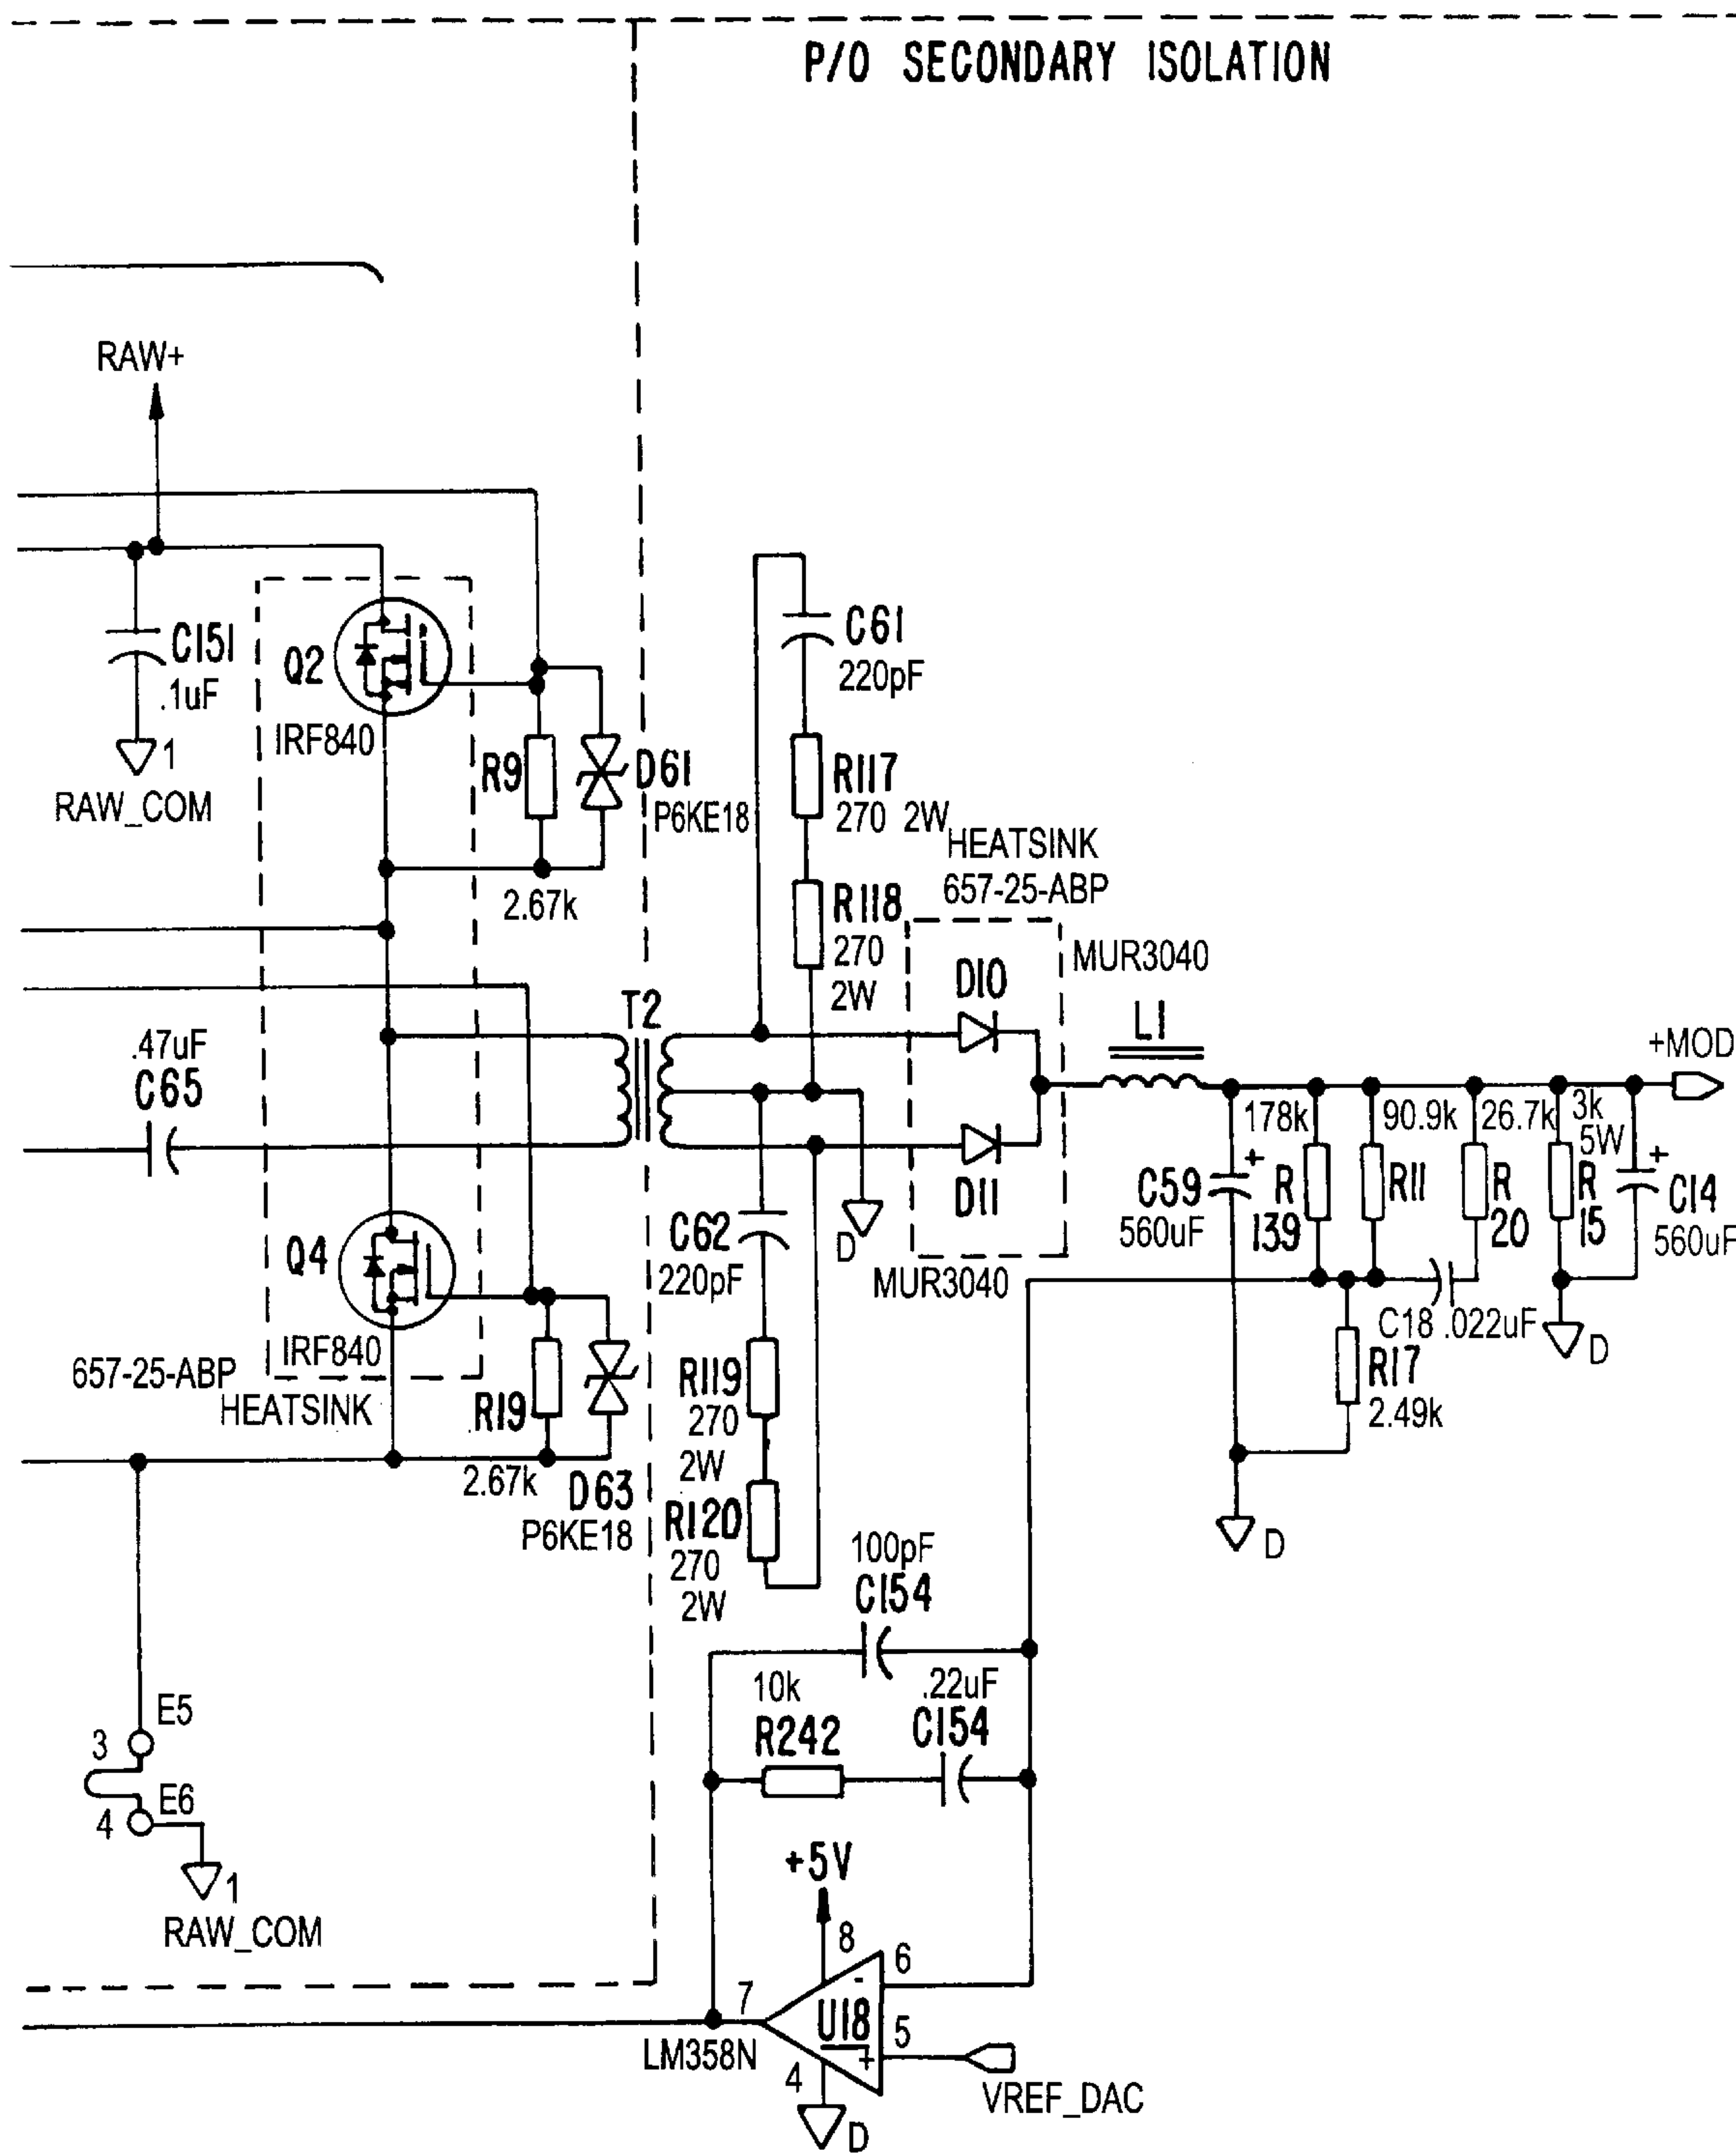 P/O SECONDARY ISOLATION
RAW+
C151
.1uF
1
RAW_COM
Q2
IRF840
R9
2.67k
D61
P6KE18
C61
220pF
R117
270 2W
R118
270
2W
HEATSINK
657-25-ABP
MUR3040
D10
D11
MUR3040
T2
L1
+MOD
.47uF
C65
178k
90.9k
26.7k
3k
5W
+
C59
560uF
R
139
R11
R
20
R
15
+
C14
560uF
C62
220pF
D
Q4
IRF840
657-25-ABP
HEATSINK
R19
2.67k
D63
P6KE18
R119
270
2W
R120
270
2W
C18 .022uF
R17
2.49k
D
D
100pF
C154
10k
R242
.22uF
C154
3
E5
E6
4
1
RAW_COM
+5V
8
6
-
7
U18
5
+
LM358N
4
VREF_DAC
D